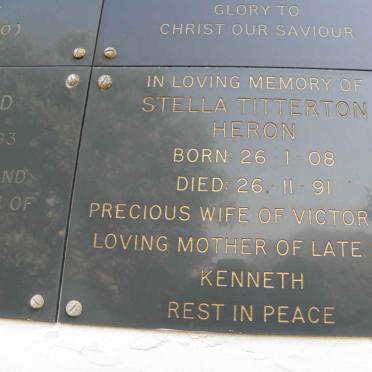 GLORY TO
CHRIST OUR SAVIOUR
IN LOVING MEMORY OF
STELLA TITTERTON
HERON
BORN: 26 · 1 · 08
DIED: 26 · 11 · 91
PRECIOUS WIFE OF VICTOR
LOVING MOTHER OF LATE
KENNETH
REST IN PEACE